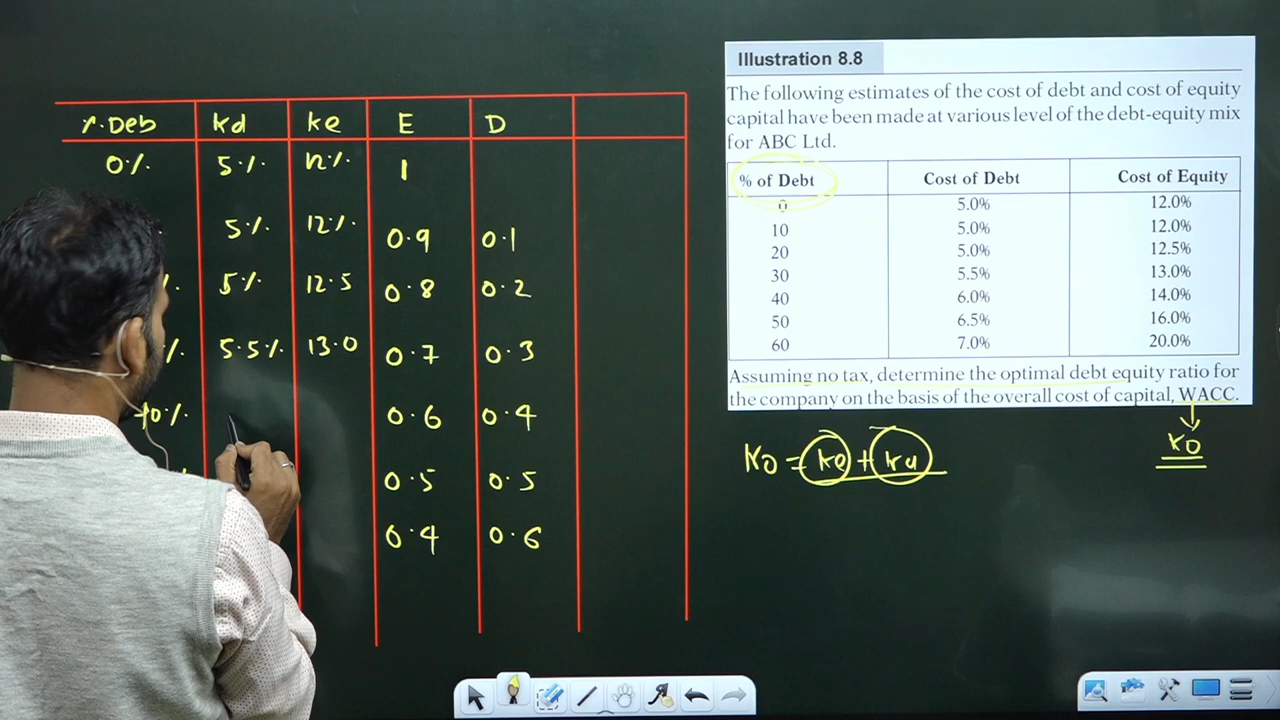 %.Deb kd ke E D
0%. 5%. 12%. 1
5%. 12%. 0.9 0.1
%. 5%. 12.5 0.8 0.2
%. 5.5%. 13.0 0.7 0.3
40%. 0.6 0.4
0.5 0.5
0.4 0.6
Illustration 8.8
The following estimates of the cost of debt and cost of equity
capital have been made at various level of the debt-equity mix
for ABC Ltd.
% of Debt Cost of Debt Cost of Equity
0 5.0% 12.0%
10 5.0% 12.0%
20 5.0% 12.5%
30 5.5% 13.0%
40 6.0% 14.0%
50 6.5% 16.0%
60 7.0% 20.0%
Assuming no tax, determine the optimal debt equity ratio for
the company on the basis of the overall cost of capital, WACC.
KO = ke + kd
KO